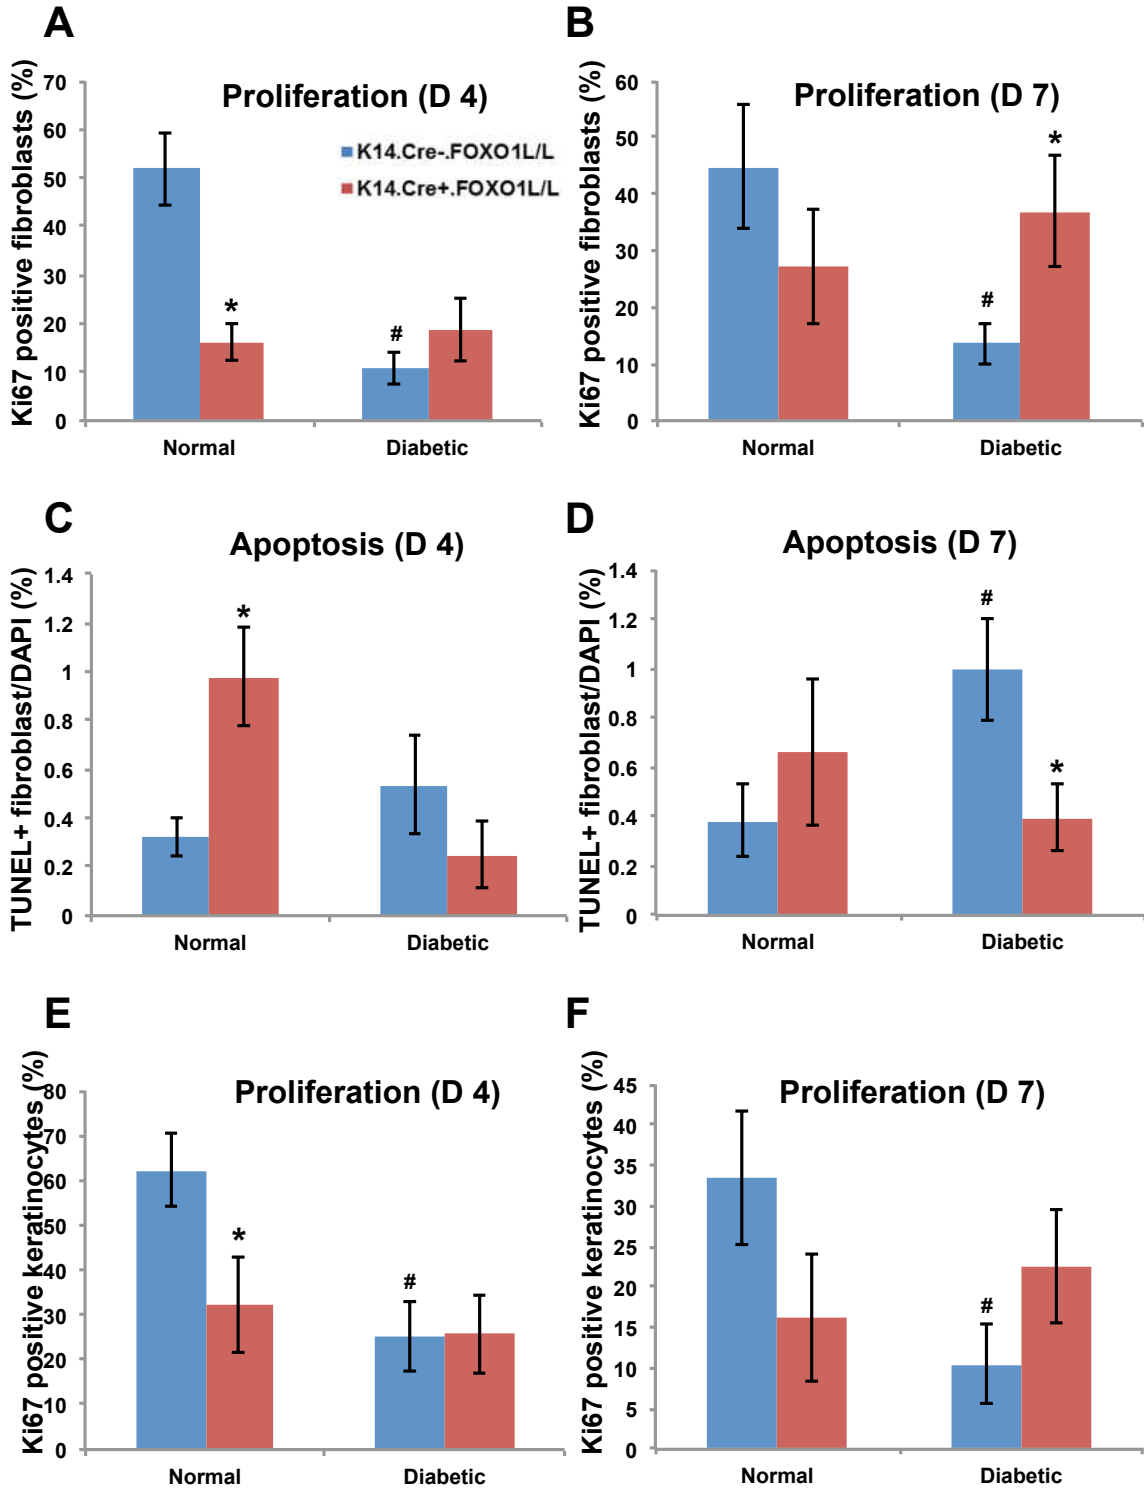 A
Proliferation (D 4)
Ki67 positive fibroblasts (%)
70
60
50
40
30
20
10
0
K14.Cre-.FOXO1L/L
K14.Cre+.FOXO1L/L
*
#
Normal
Diabetic
B
Proliferation (D 7)
Ki67 positive fibroblasts (%)
60
50
40
30
20
10
0
#
*
Normal
Diabetic
C
Apoptosis (D 4)
TUNEL+ fibroblast/DAPI (%)
1.4
1.2
1
0.8
0.6
0.4
0.2
0
*
Normal
Diabetic
D
Apoptosis (D 7)
TUNEL+ fibroblast/DAPI (%)
1.4
1.2
1
0.8
0.6
0.4
0.2
0
#
*
Normal
Diabetic
E
Proliferation (D 4)
Ki67 positive keratinocytes (%)
80
70
60
50
40
30
20
10
0
*
#
Normal
Diabetic
F
Proliferation (D 7)
Ki67 positive keratinocytes (%)
45
40
35
30
25
20
15
10
5
0
#
Normal
Diabetic